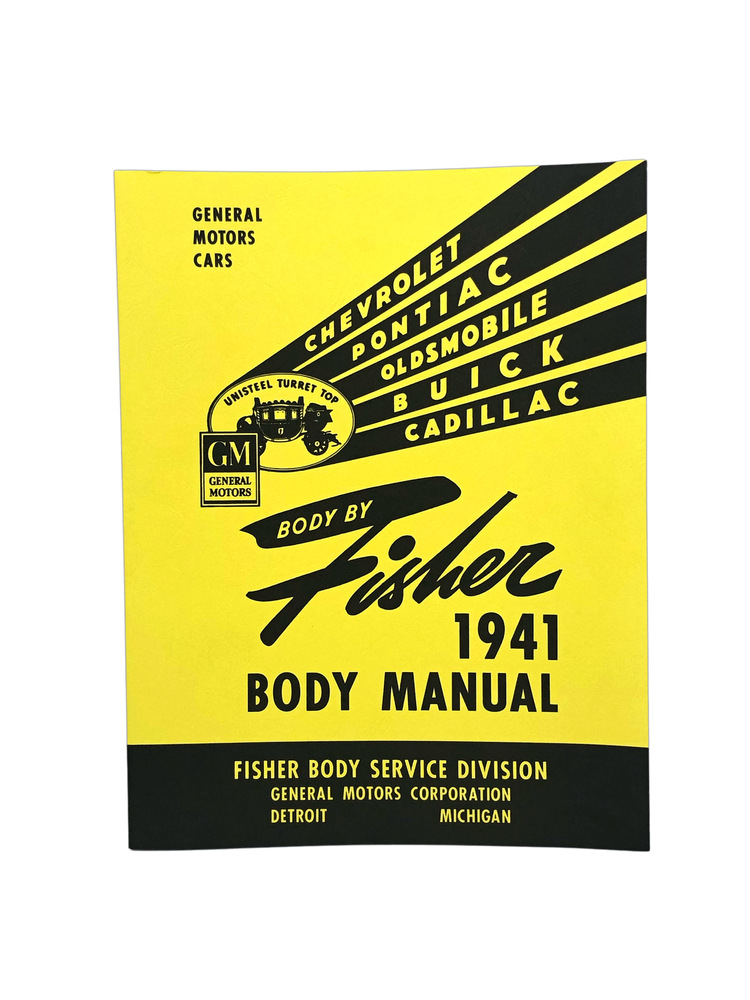 GENERAL
MOTORS
CARS
CHEVROLET
PONTIAC
OLDSMOBILE
BUICK
CADILLAC
UNISTEEL TURRET TOP
GM
GENERAL
MOTORS
BODY BY
Fisher
1941
BODY MANUAL
FISHER BODY SERVICE DIVISION
GENERAL MOTORS CORPORATION
DETROIT MICHIGAN